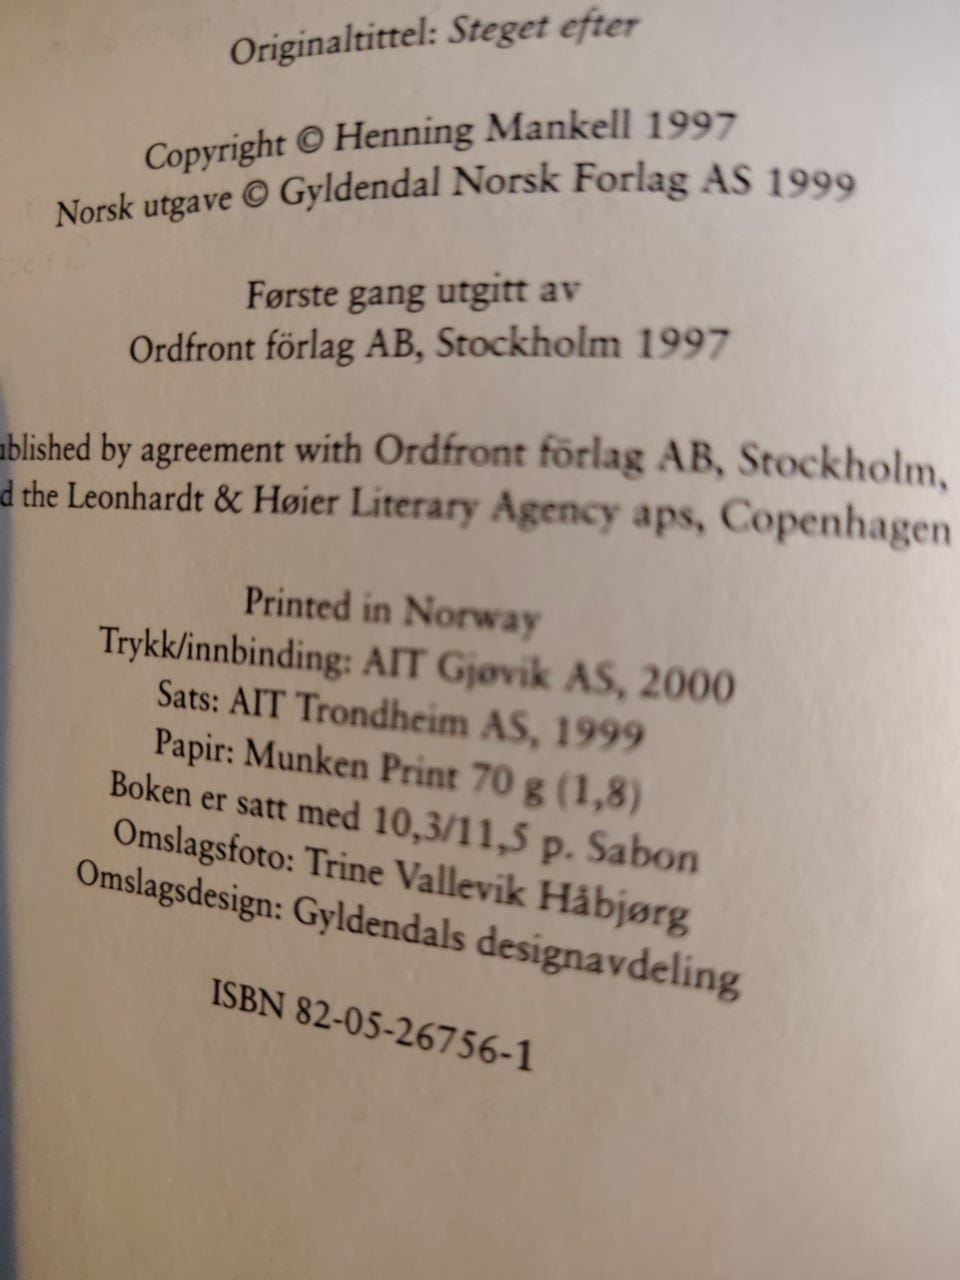 Originaltittel: Steget efter
Copyright © Henning Mankell 1997
Norsk utgave © Gyldendal Norsk Forlag AS 1999
Første gang utgitt av
Ordfront förlag AB, Stockholm 1997
ublished by agreement with Ordfront förlag AB, Stockholm,
d the Leonhardt & Høier Literary Agency aps, Copenhagen
Printed in Norway
Trykk/innbinding: AIT Gjøvik AS, 2000
Sats: AIT Trondheim AS, 1999
Papir: Munken Print 70 g (1,8)
Boken er satt med 10,3/11,5 p. Sabon
Omslagsfoto: Trine Vallevik Håbjørg
Omslagsdesign: Gyldendals designavdeling
ISBN 82-05-26756-1